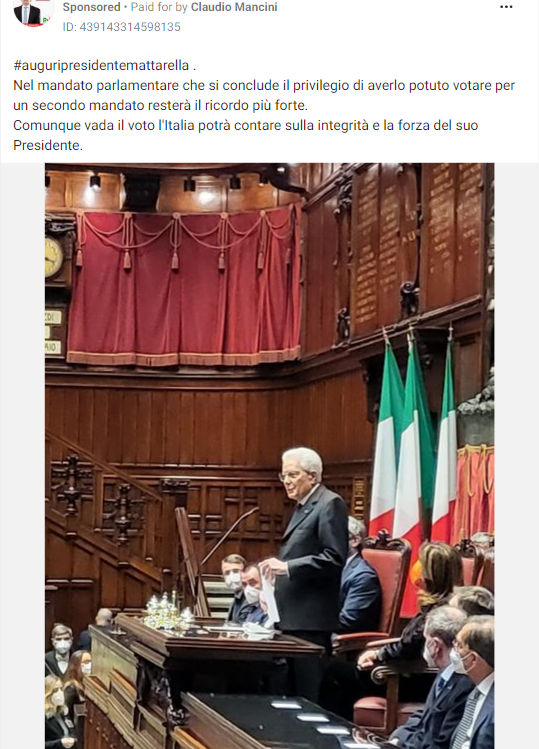 Sponsored • Paid for by Claudio Mancini
ID: 439143314598135
#auguripresidentemattarella .
Nel mandato parlamentare che si conclude il privilegio di averlo potuto votare per
un secondo mandato resterà il ricordo più forte.
Comunque vada il voto l'Italia potrà contare sulla integrità e la forza del suo
Presidente.